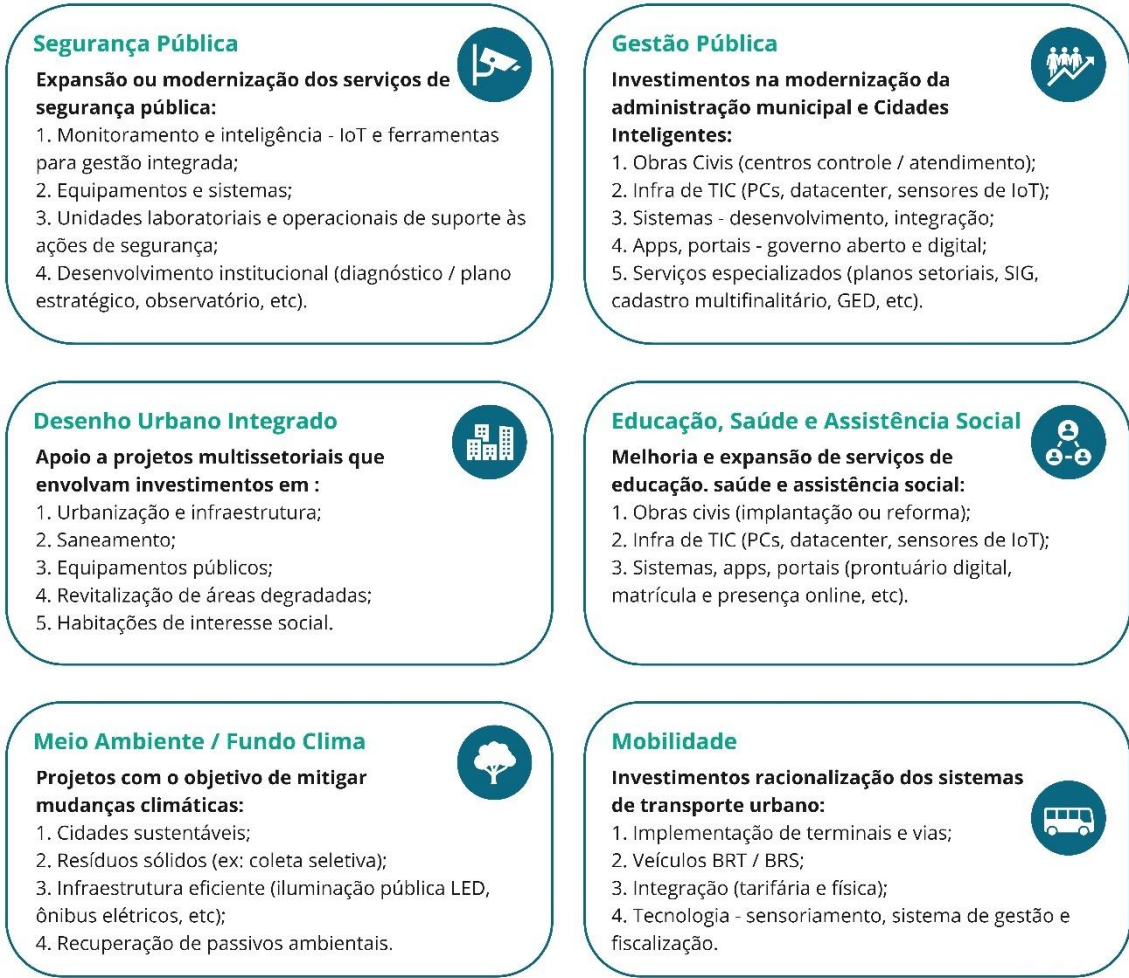 Segurança Pública
Expansão ou modernização dos serviços de
segurança pública:
1. Monitoramento e inteligência - IoT e ferramentas
para gestão integrada;
2. Equipamentos e sistemas;
3. Unidades laboratoriais e operacionais de suporte às
ações de segurança;
4. Desenvolvimento institucional (diagnóstico / plano
estratégico, observatório, etc).
Gestão Pública
Investimentos na modernização da
administração municipal e Cidades
Inteligentes:
1. Obras Civis (centros controle / atendimento);
2. Infra de TIC (PCs, datacenter, sensores de IoT);
3. Sistemas - desenvolvimento, integração;
4. Apps, portais - governo aberto e digital;
5. Serviços especializados (planos setoriais, SIG,
cadastro multifinalitário, GED, etc).
Desenho Urbano Integrado
Apoio a projetos multissetoriais que
envolvam investimentos em :
1. Urbanização e infraestrutura;
2. Saneamento;
3. Equipamentos públicos;
4. Revitalização de áreas degradadas;
5. Habitações de interesse social.
Educação, Saúde e Assistência Social
Melhoria e expansão de serviços de
educação. saúde e assistência social:
1. Obras civis (implantação ou reforma);
2. Infra de TIC (PCs, datacenter, sensores de IoT);
3. Sistemas, apps, portais (prontuário digital,
matrícula e presença online, etc).
Meio Ambiente / Fundo Clima
Projetos com o objetivo de mitigar
mudanças climáticas:
1. Cidades sustentáveis;
2. Resíduos sólidos (ex: coleta seletiva);
3. Infraestrutura eficiente (iluminação pública LED,
ônibus elétricos, etc);
4. Recuperação de passivos ambientais.
Mobilidade
Investimentos racionalização dos sistemas
de transporte urbano:
1. Implementação de terminais e vias;
2. Veículos BRT / BRS;
3. Integração (tarifária e física);
4. Tecnologia - sensoriamento, sistema de gestão e
fiscalização.